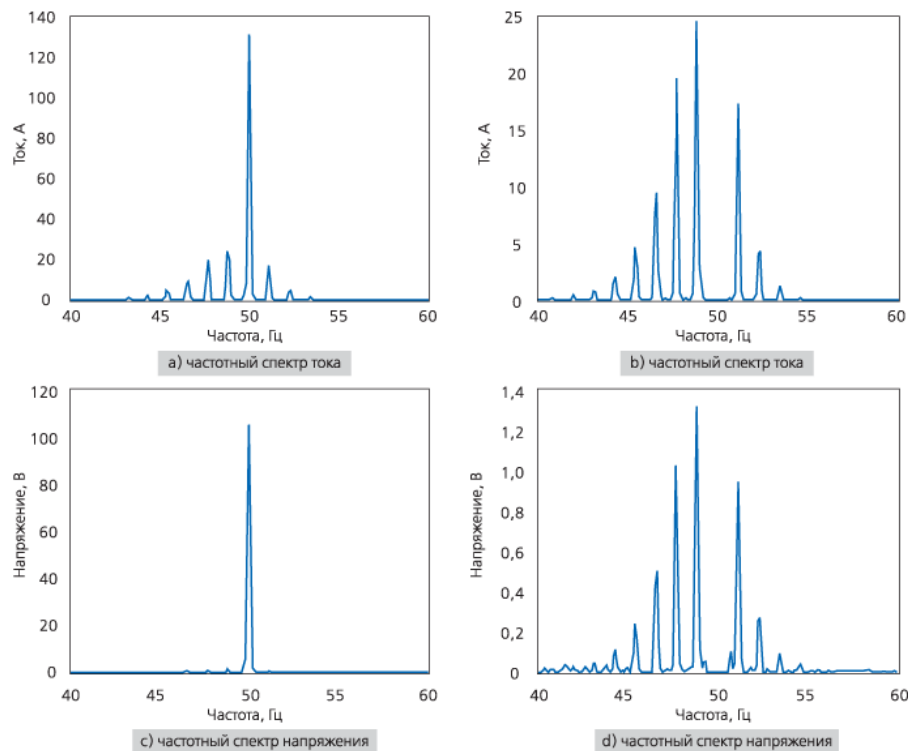 140
120
100
80
60
40
20
0
Ток, А
40 45 50 55 60
Частота, Гц
a) частотный спектр тока
25
20
15
10
5
0
Ток, А
40 45 50 55 60
Частота, Гц
b) частотный спектр тока
120
100
80
60
40
20
0
Напряжение, В
40 45 50 55 60
Частота, Гц
c) частотный спектр напряжения
1,4
1,2
1,0
0,8
0,6
0,4
0,2
0
Напряжение, В
40 45 50 55 60
Частота, Гц
d) частотный спектр напряжения